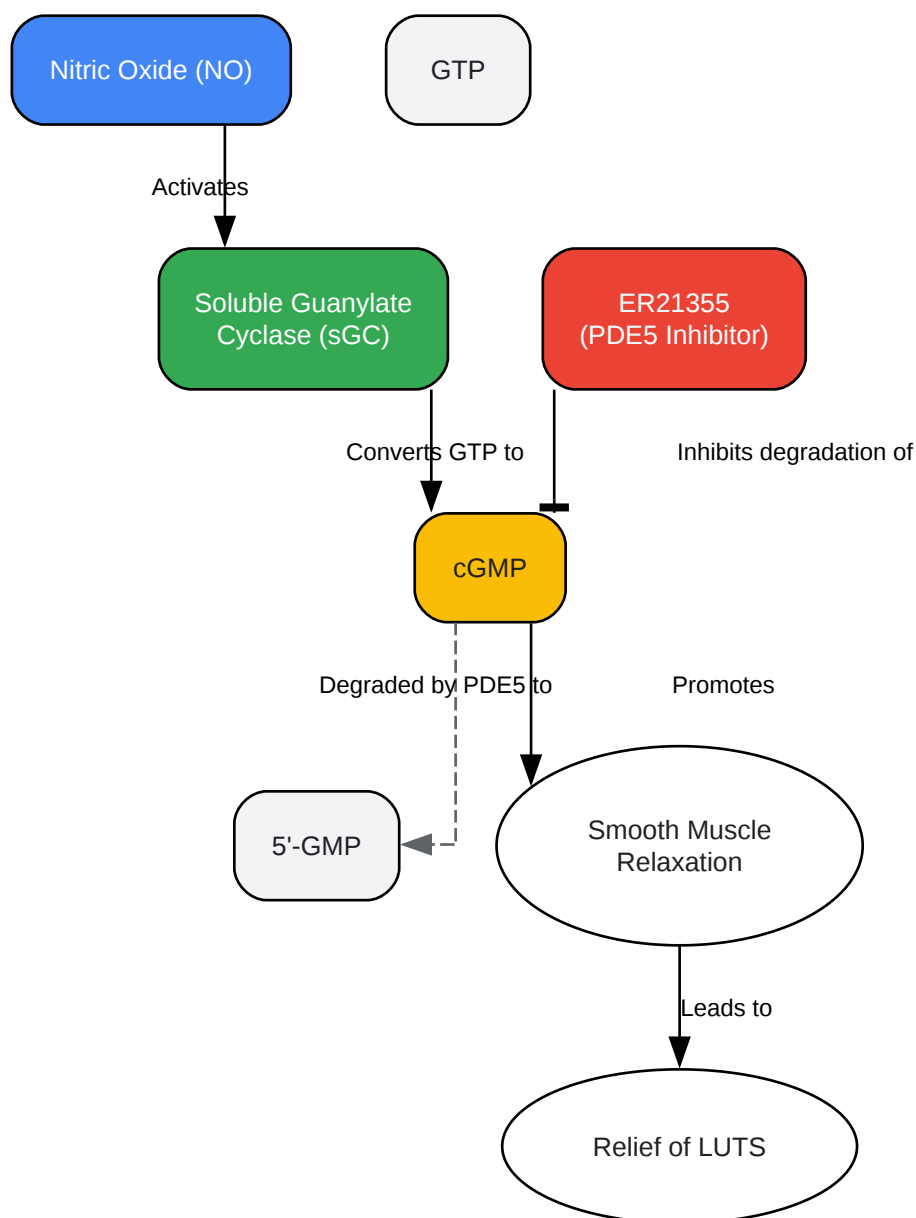 Nitric Oxide (NO)
GTP
Activates
Soluble Guanylate
Cyclase (sGC)
ER21355
(PDE5 Inhibitor)
Converts GTP to
Inhibits degradation of
cGMP
Degraded by PDE5 to
Promotes
5'-GMP
Smooth Muscle
Relaxation
Leads to
Relief of LUTS